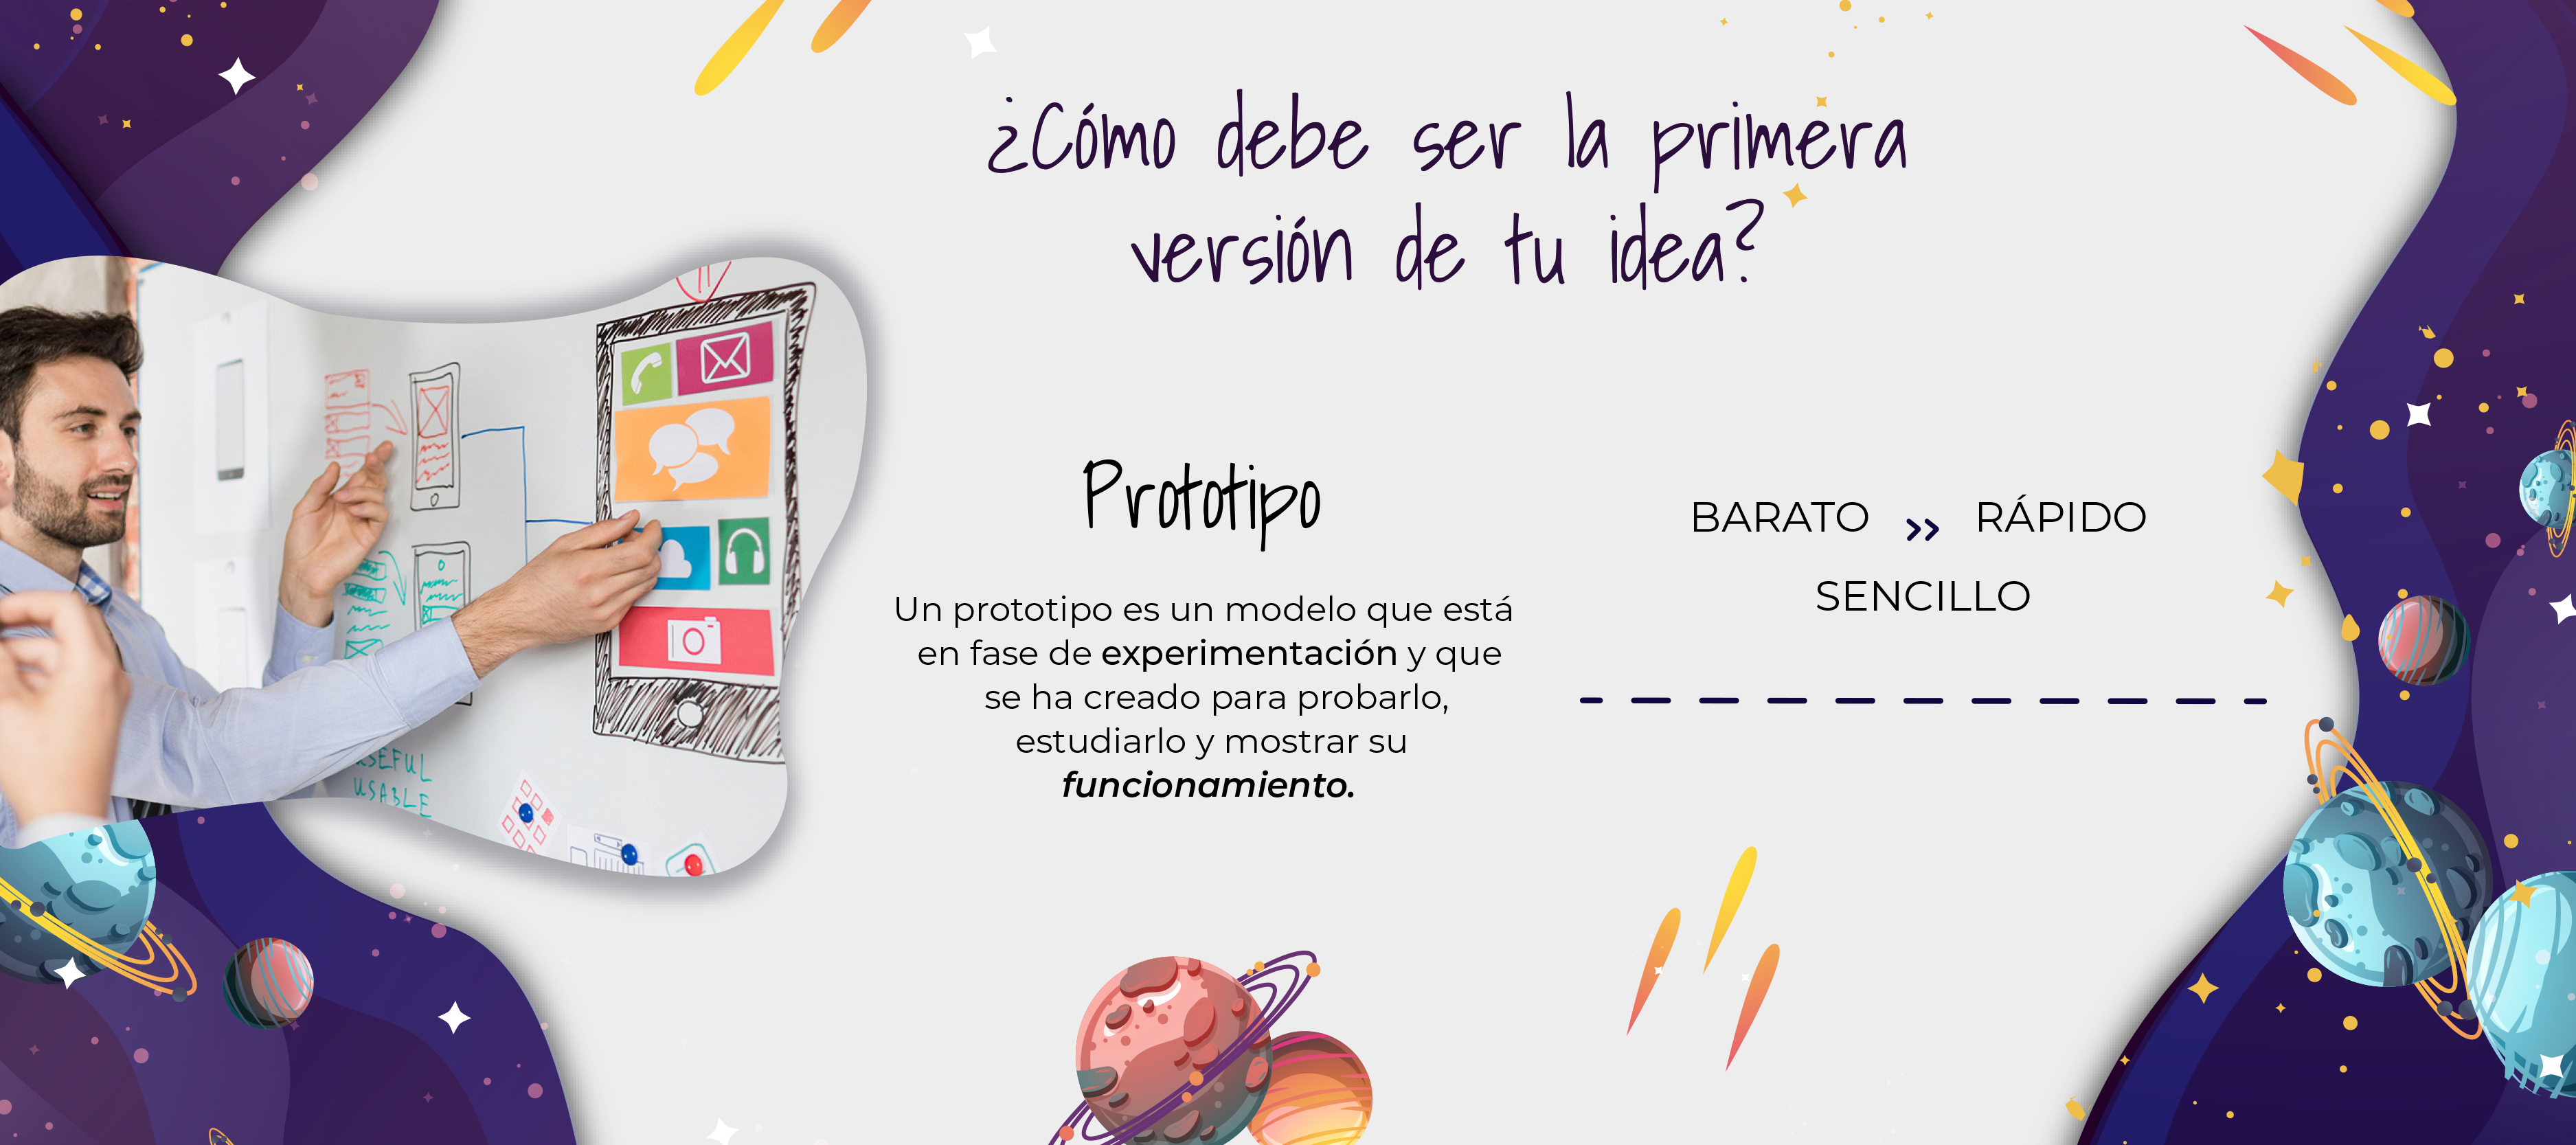 ¿Cómo debe ser la primera
versión de tu idea?
Prototipo
Un prototipo es un modelo que está
en fase de experimentación y que
se ha creado para probarlo,
estudiarlo y mostrar su
funcionamiento.
BARATO » RÁPIDO
SENCILLO
USEFUL
USABLE